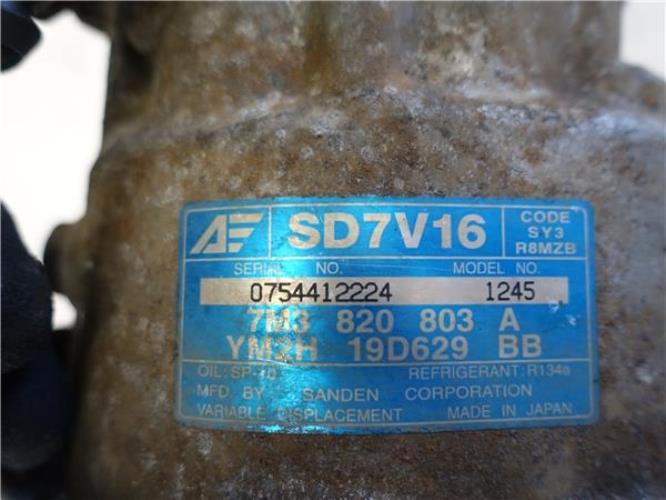 AF SD7V16 CODE
SY3
R8MZB
SERIAL NO. MODEL NO.
0754412224 1245
7M3 820 803 A
YM2H 19D629 BB
OIL: SP-10 REFRIGERANT: R134a
MFD. BY SANDEN CORPORATION
VARIABLE DISPLACEMENT MADE IN JAPAN